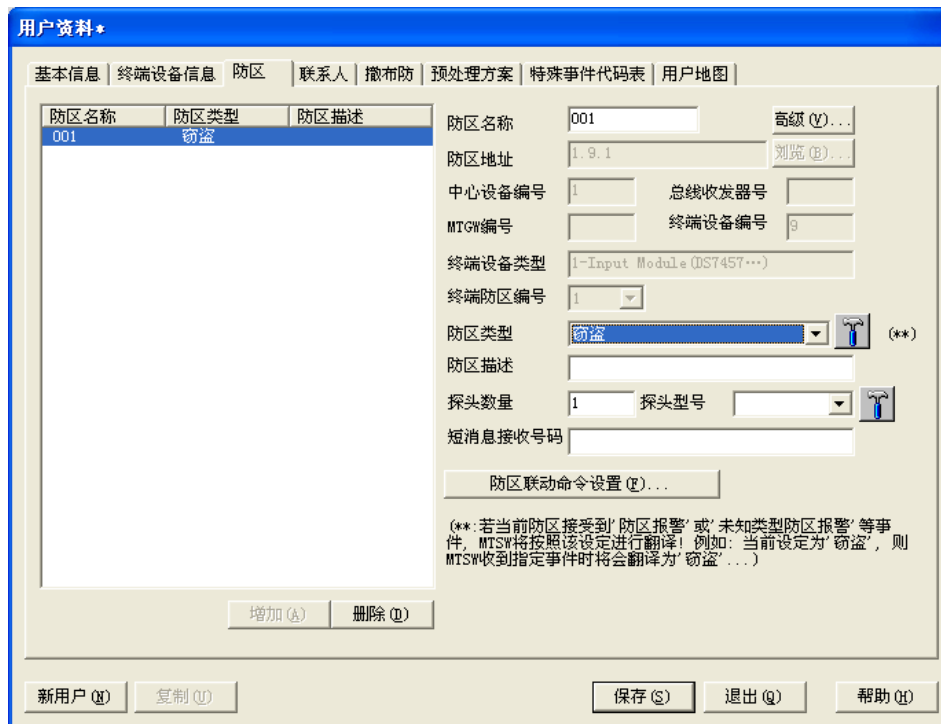 用户资料*
基本信息 终端设备信息 防区 联系人 撤布防 预处理方案 特殊事件代码表 用户地图
防区名称 防区类型 防区描述
001 窃盗
防区名称 001 高级(V)...
防区地址 1.9.1 浏览(B)...
中心设备编号 1 总线收发器号
MTGW编号 终端设备编号 9
终端设备类型 1-Input Module(DS7457…)
终端防区编号 1
防区类型 窃盗 (**)
防区描述
探头数量 1 探头型号
短消息接收号码
防区联动命令设置(F)...
(**:若当前防区接受到'防区报警'或'未知类型防区报警'等事
件, MTSW将按照该设定进行翻译! 例如: 当前设定为'窃盗', 则
MTSW收到指定事件时将会翻译为'窃盗'...)
增加(A) 删除(D)
新用户(N) 复制(U) 保存(S) 退出(Q) 帮助(H)